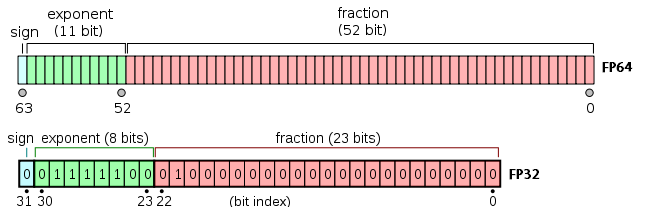 exponent
fraction
sign
(11 bit)
(52 bit)
FP64
63
52
0
sign exponent (8 bits)
fraction (23 bits)
0 0 1 1 1 1 1 0 0 0 1 0 0 0 0 0 0 0 0 0 0 0 0 0 0 0 0 0 0 0 0 0
FP32
31 30
23 22
(bit index)
0